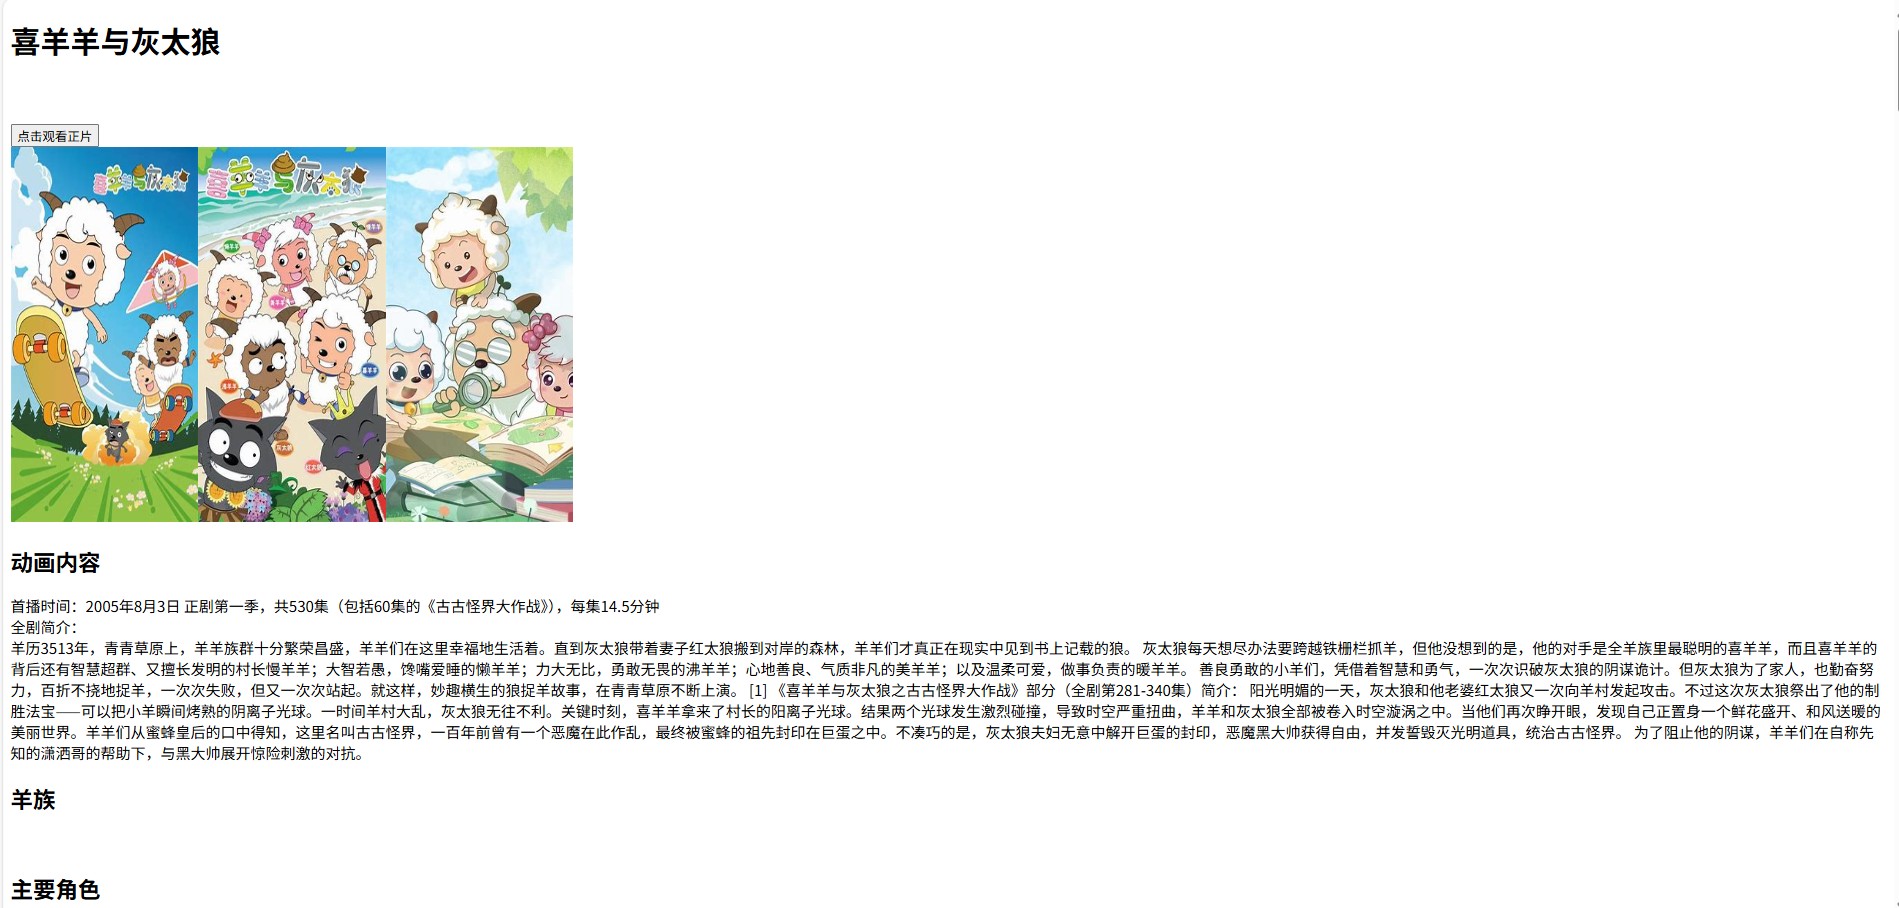 喜羊羊与灰太狼
点击观看正片
喜羊羊与灰太狼
喜羊羊与灰太狼
动画内容
首播时间：2005年8月3日 正剧第一季，共530集（包括60集的《古古怪界大作战》），每集14.5分钟
全剧简介：
羊历3513年，青青草原上，羊羊族群十分繁荣昌盛，羊羊们在这里幸福地生活着。直到灰太狼带着妻子红太狼搬到对岸的森林，羊羊们才真正在现实中见到书上记载的狼。 灰太狼每天想尽办法要跨越铁栅栏抓羊，但他没想到的是，他的对手是全羊族里最聪明的喜羊羊，而且喜羊羊的
背后还有智慧超群、又擅长发明的村长慢羊羊；大智若愚，馋嘴爱睡的懒羊羊；力大无比，勇敢无畏的沸羊羊；心地善良、气质非凡的美羊羊；以及温柔可爱，做事负责的暖羊羊。 善良勇敢的小羊们，凭借着智慧和勇气，一次次识破灰太狼的阴谋诡计。但灰太狼为了家人，也勤奋努
力，百折不挠地捉羊，一次次失败，但又一次次站起。就这样，妙趣横生的狼捉羊故事，在青青草原不断上演。 [1] 《喜羊羊与灰太狼之古古怪界大作战》部分（全剧第281-340集）简介： 阳光明媚的一天，灰太狼和他老婆红太狼又一次向羊村发起攻击。不过这次灰太狼祭出了他的制
胜法宝——可以把小羊瞬间烤熟的阴离子光球。一时间羊村大乱，灰太狼无往不利。关键时刻，喜羊羊拿来了村长的阳离子光球。结果两个光球发生激烈碰撞，导致时空严重扭曲，羊羊和灰太狼全部被卷入时空漩涡之中。当他们再次睁开眼，发现自己正置身一个鲜花盛开、和风送暖的
美丽世界。羊羊们从蜜蜂皇后的口中得知，这里名叫古古怪界，一百年前曾有一个恶魔在此作乱，最终被蜜蜂的祖先封印在巨蛋之中。不凑巧的是，灰太狼夫妇无意中解开巨蛋的封印，恶魔黑大帅获得自由，并发誓毁灭光明道具，统治古古怪界。 为了阻止他的阴谋，羊羊们在自称先
知的潇洒哥的帮助下，与黑大帅展开惊险刺激的对抗。
羊族
主要角色